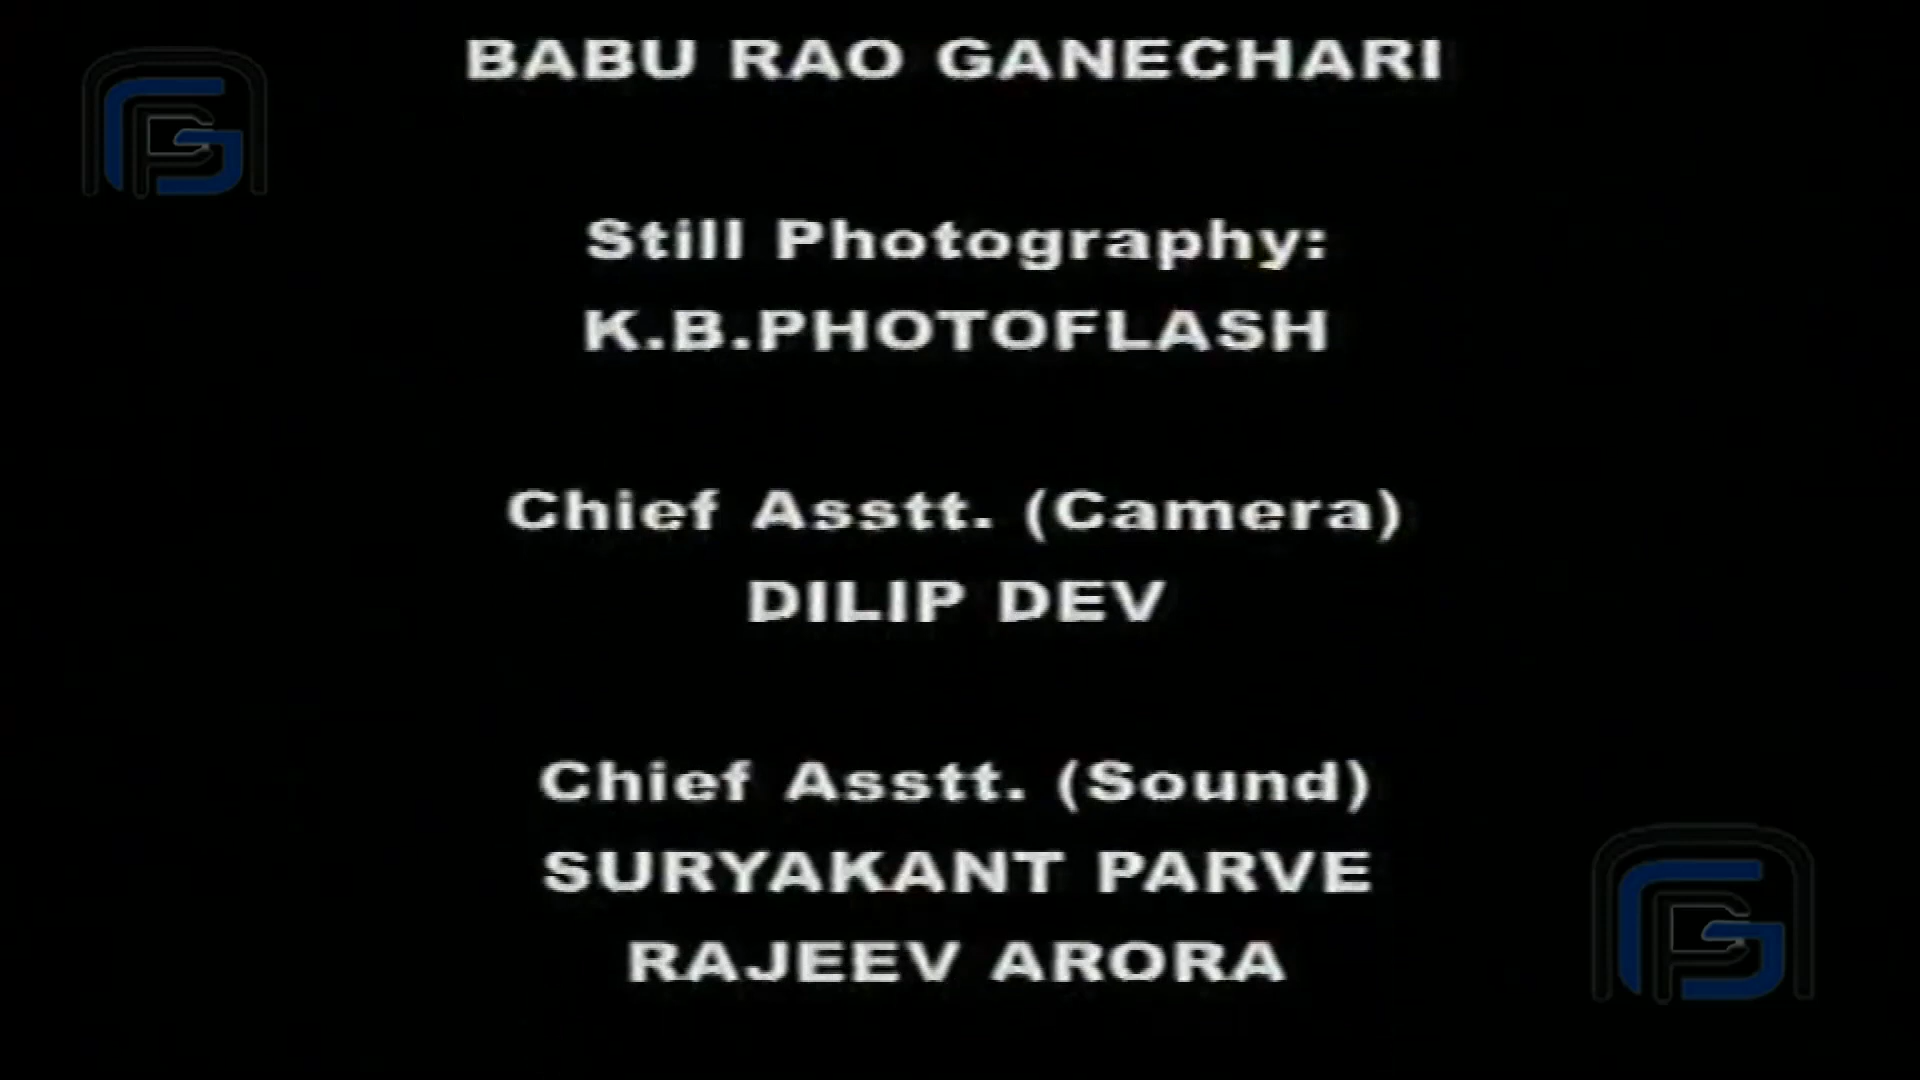 BABU RAO GANECHARI
Still Photography:
K.B.PHOTOFLASH
Chief Asstt. (Camera)
DILIP DEV
Chief Asstt. (Sound)
SURYAKANT PARVE
RAJEEV ARORA